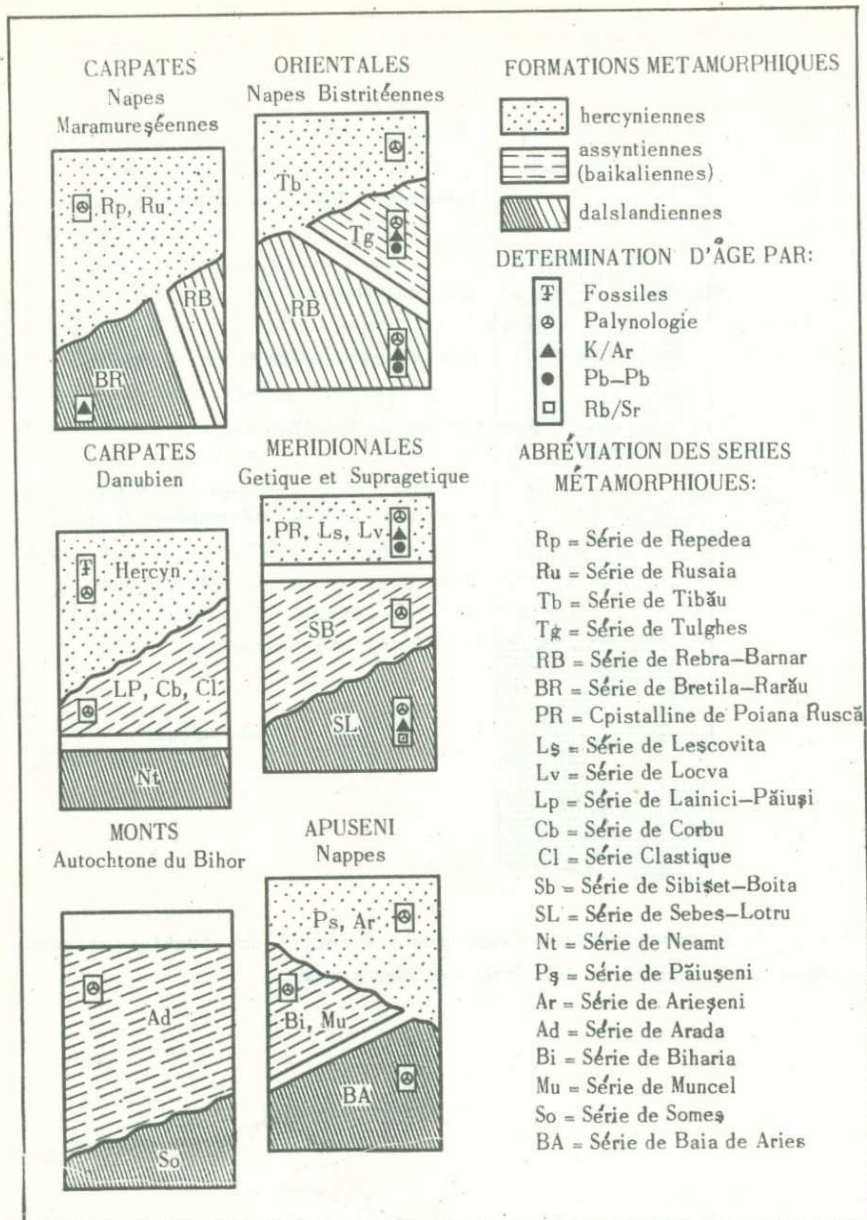 CARPATES
Napes
Maramureşéennes
Rp, Ru
RB
BR
ORIENTALES
Napes Bistritéennes
Tb
Tg
RB
CARPATES
Danubien
Hercyn
LP, Cb, Cl
Nt
MERIDIONALES
Getique et Supragetique
PR, Ls, Lv
SB
SL
MONTS
Autochtone du Bihor
Ad
So
APUSENI
Nappes
Ps, Ar
Bi, Mu
BA
FORMATIONS METAMORPHIQUES
hercyniennes
assyntiennes
(baikaliennes)
dalslandiennes
DETERMINATION D'ÂGE PAR:
Fossiles
Palynologie
K/Ar
Pb–Pb
Rb/Sr
ABRÉVIATION DES SERIES
MÉTAMORPHIOUES:
Rp = Série de Repedea
Ru = Série de Rusaia
Tb = Série de Tibău
Tg = Série de Tulghes
RB = Série de Rebra–Barnar
BR = Série de Bretila–Rarău
PR = Cpistalline de Poiana Ruscă
Lş = Série de Leşcovita
Lv = Série de Locva
Lp = Série de Lainici–Păiuşi
Cb = Série de Corbu
Cl = Série Clastique
Sb = Série de Sibişet–Boita
SL = Série de Sebeş–Lotru
Nt = Série de Neamt
Pş = Série de Păiuşeni
Ar = Série de Arieşeni
Ad = Série de Arada
Bi = Série de Biharia
Mu = Série de Muncel
So = Série de Someş
BA = Série de Baia de Aries